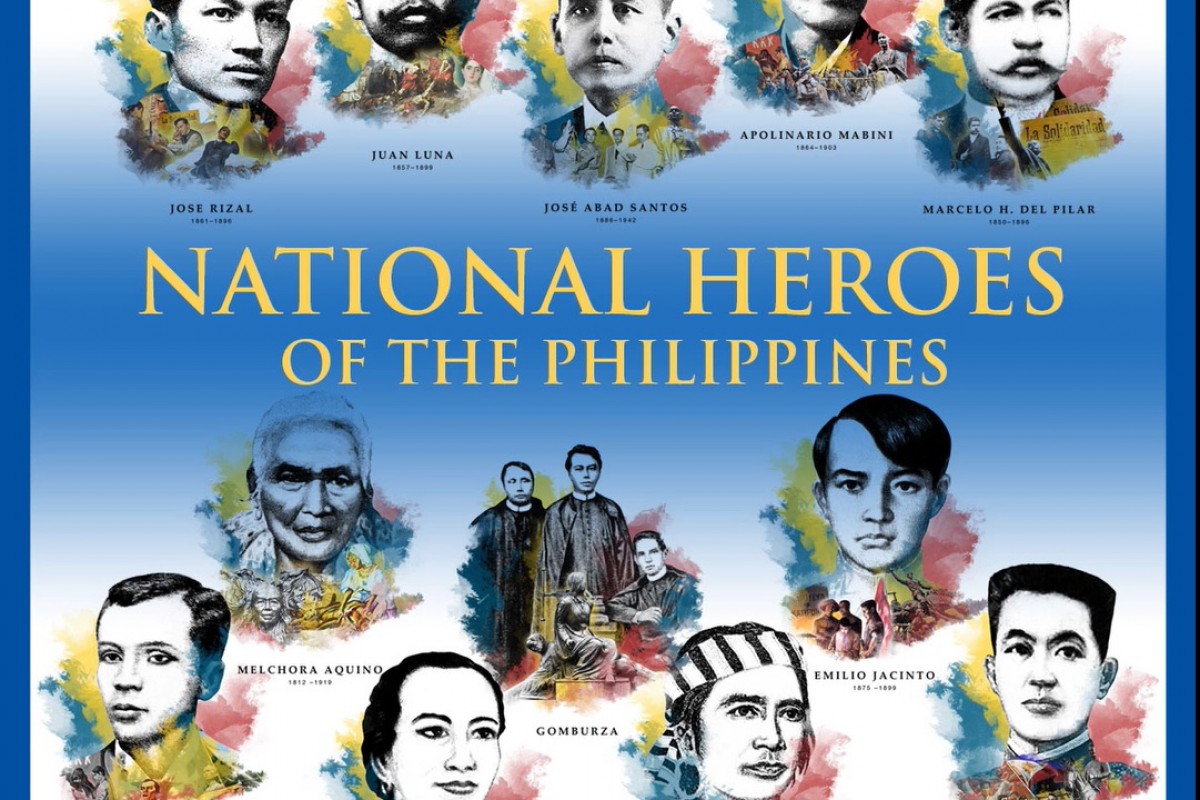 APOLINARIO MABINI
1864–1903
JUAN LUNA
1857–1899
JOSE RIZAL
1861–1896
JOSÉ ABAD SANTOS
1886–1942
MARCELO H. DEL PILAR
1850–1896
La Solidaridad
NATIONAL HEROES
OF THE PHILIPPINES
MELCHORA AQUINO
1812 –1919
EMILIO JACINTO
1875 –1899
GOMBURZA